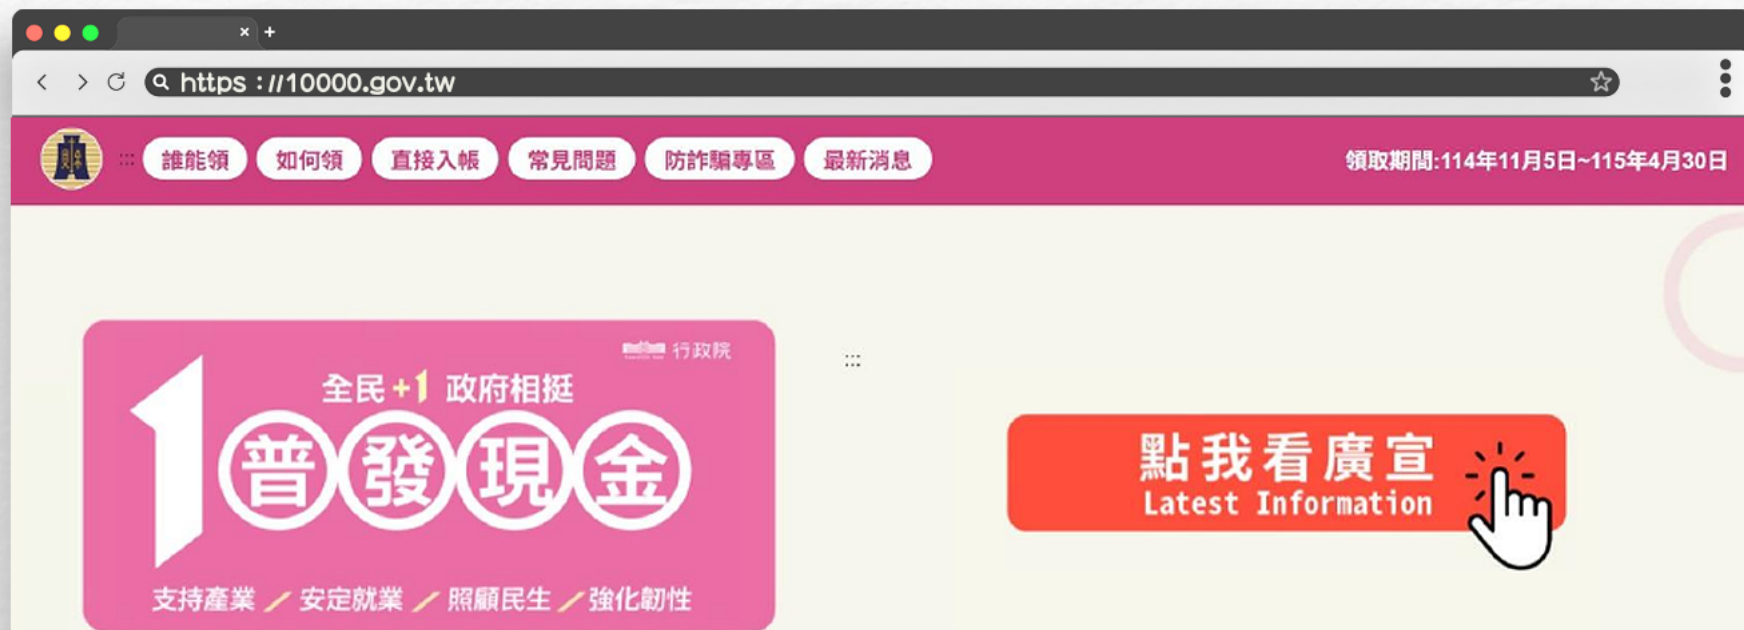 https://10000.gov.tw
誰能領 如何領 直接入帳 常見問題 防詐騙專區 最新消息 領取期間:114年11月5日~115年4月30日
行政院
全民+1 政府相挺
1普發現金
支持產業/安定就業/照顧民生/強化韌性
點我看廣宣
Latest Information